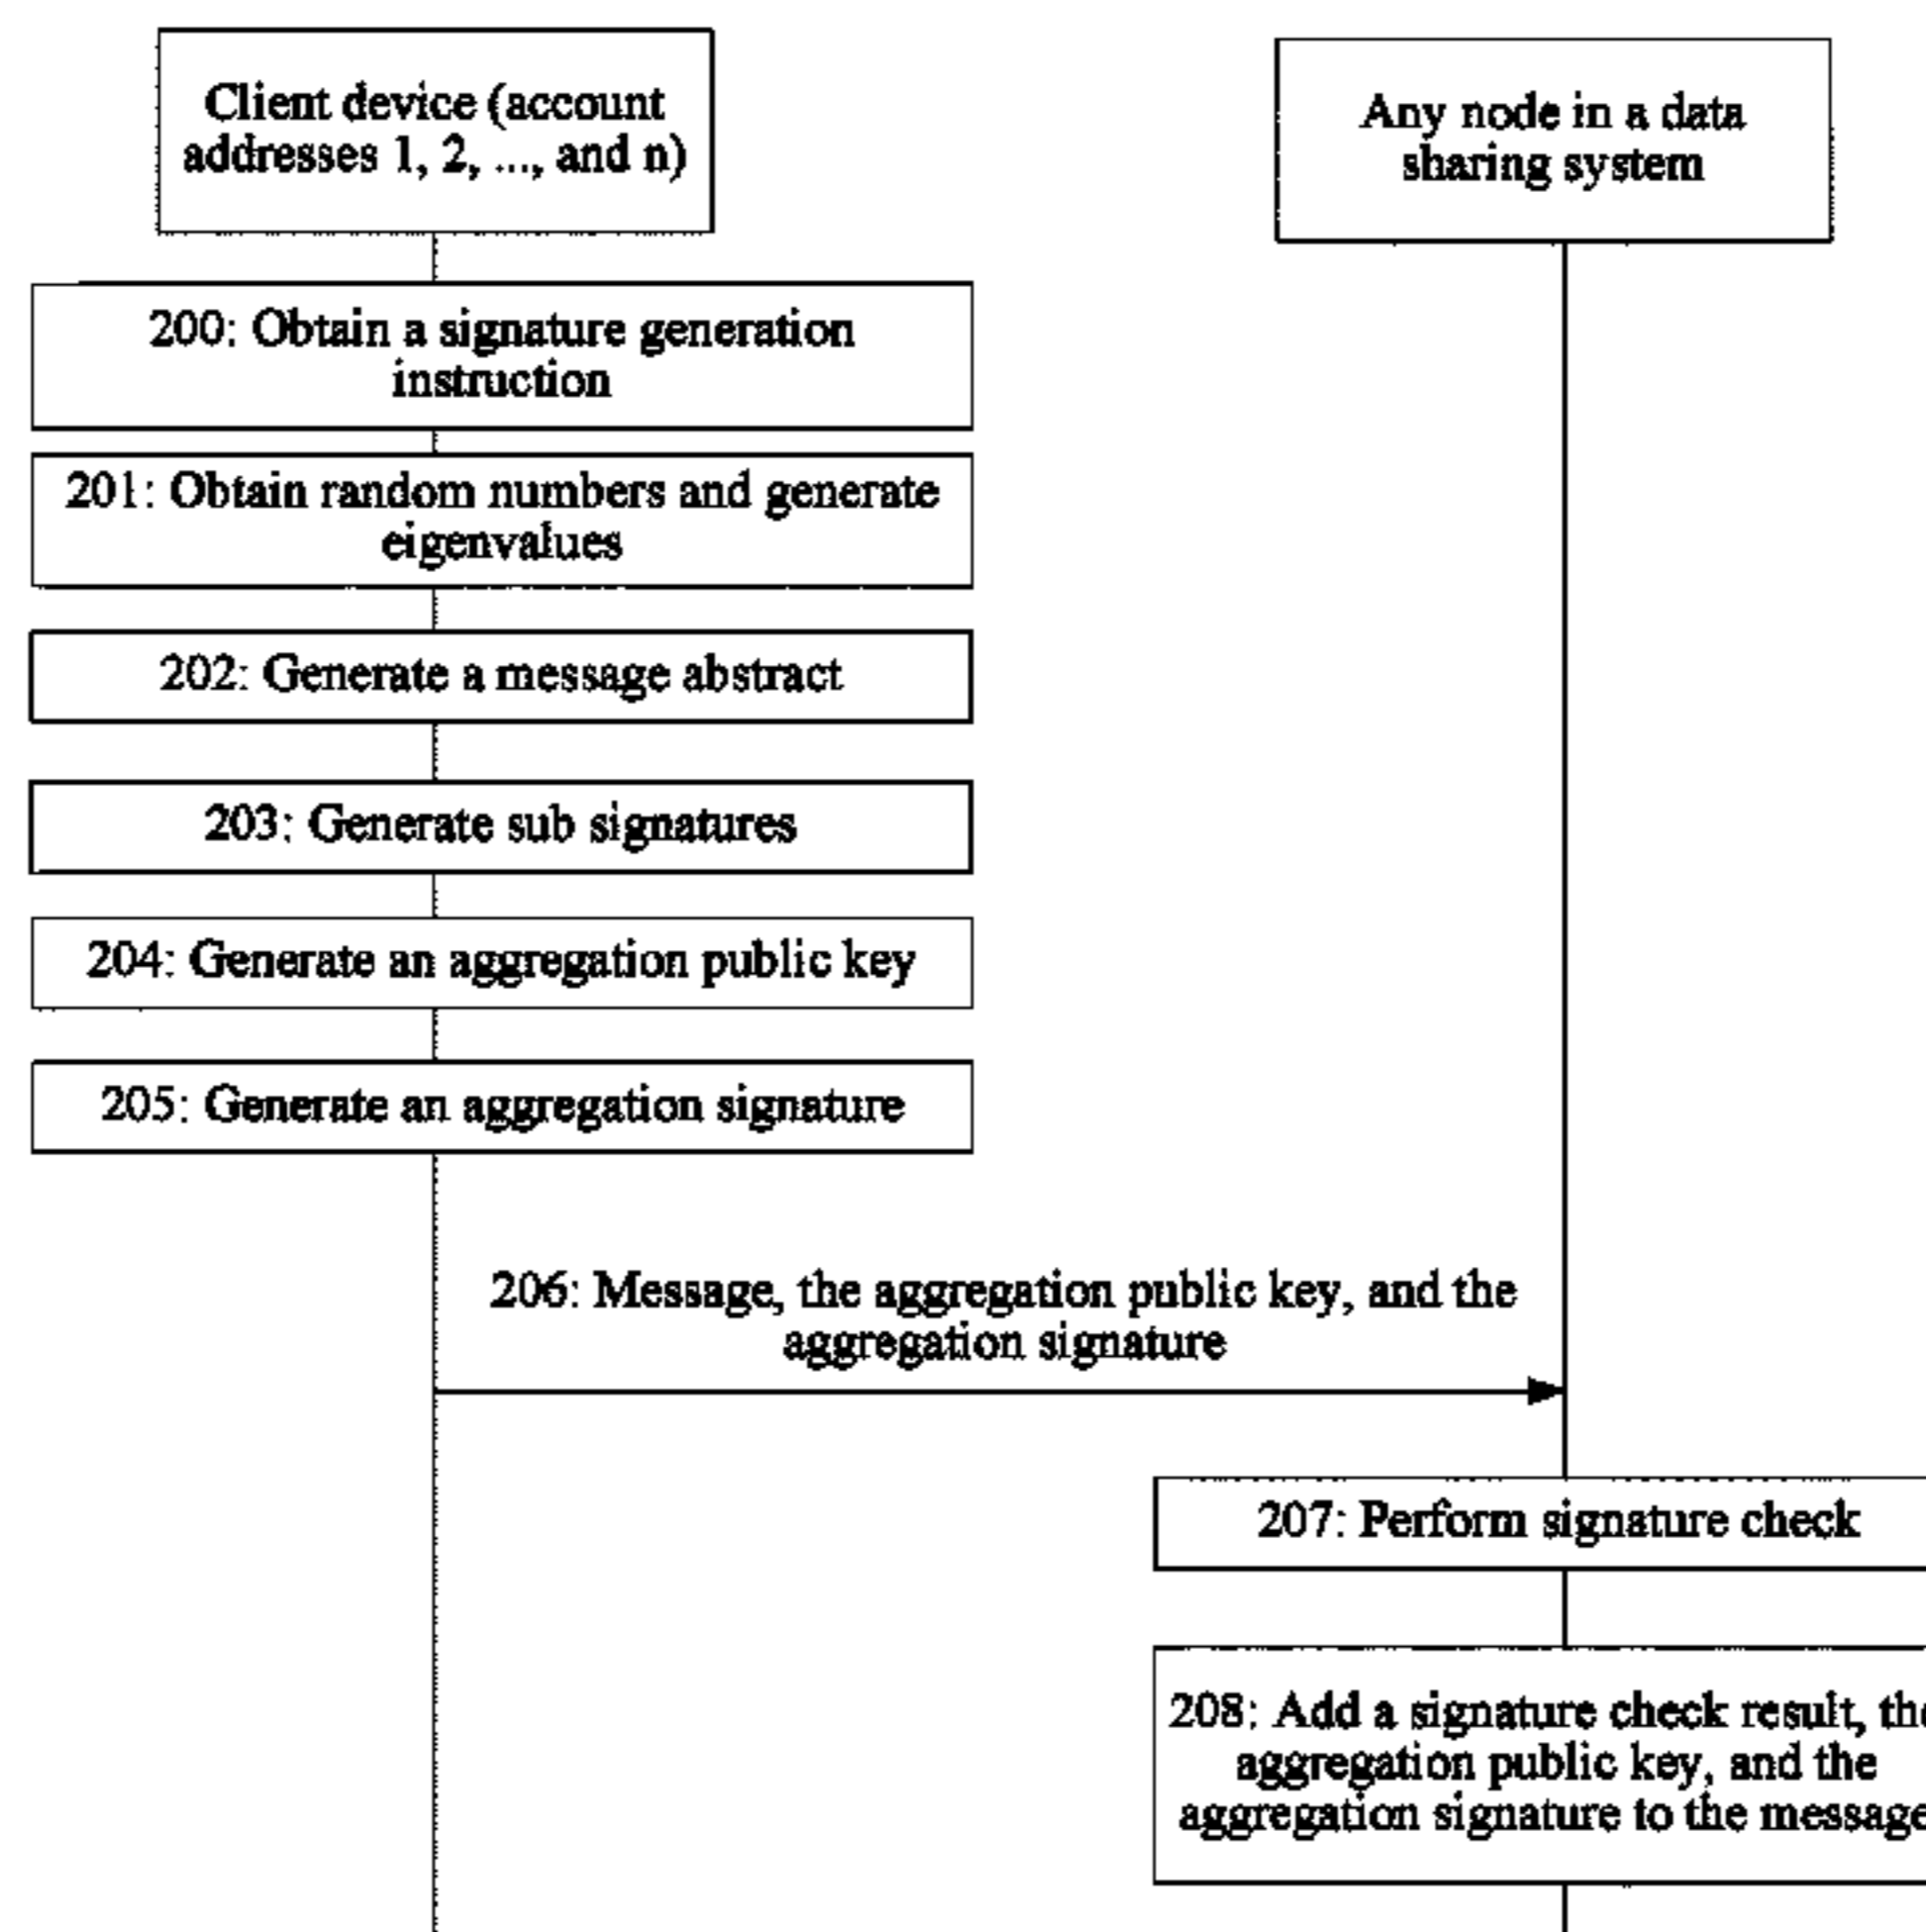 Client device (account
addresses 1, 2, ..., and n)
Any node in a data
sharing system
200: Obtain a signature generation
instruction
201: Obtain random numbers and generate
eigenvalues
202: Generate a message abstract
203: Generate sub signatures
204: Generate an aggregation public key
205: Generate an aggregation signature
206: Message, the aggregation public key, and the
aggregation signature
207: Perform signature check
208: Add a signature check result, the
aggregation public key, and the
aggregation signature to the message